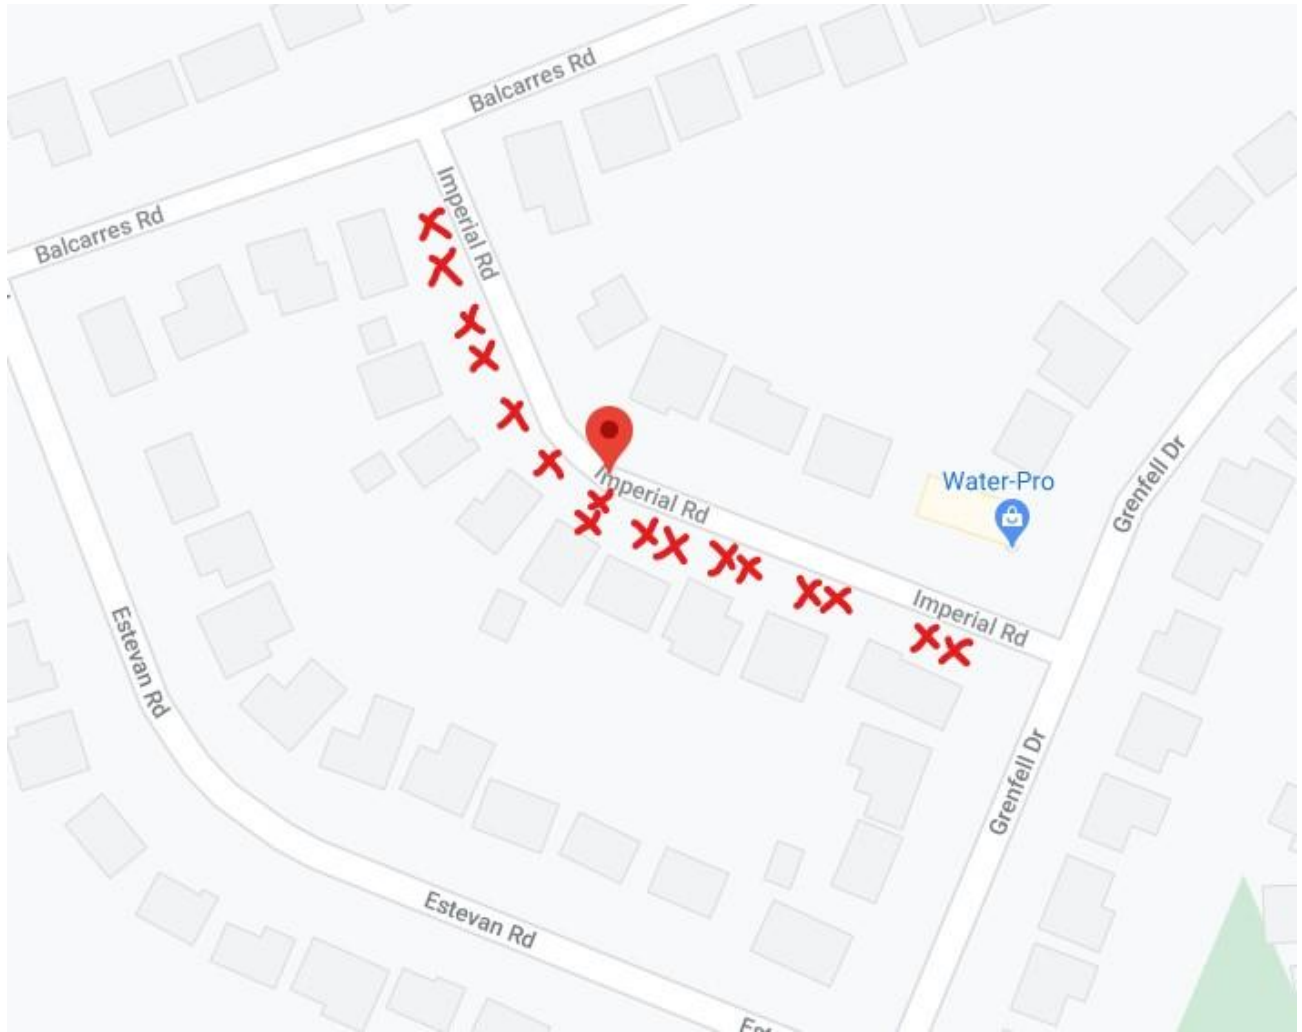 Balcarres Rd
Imperial Rd
Balcarres Rd
Water-Pro
Grenfell Dr
Imperial Rd
Imperial Rd
Estevan Rd
Grenfell Dr
Estevan Rd